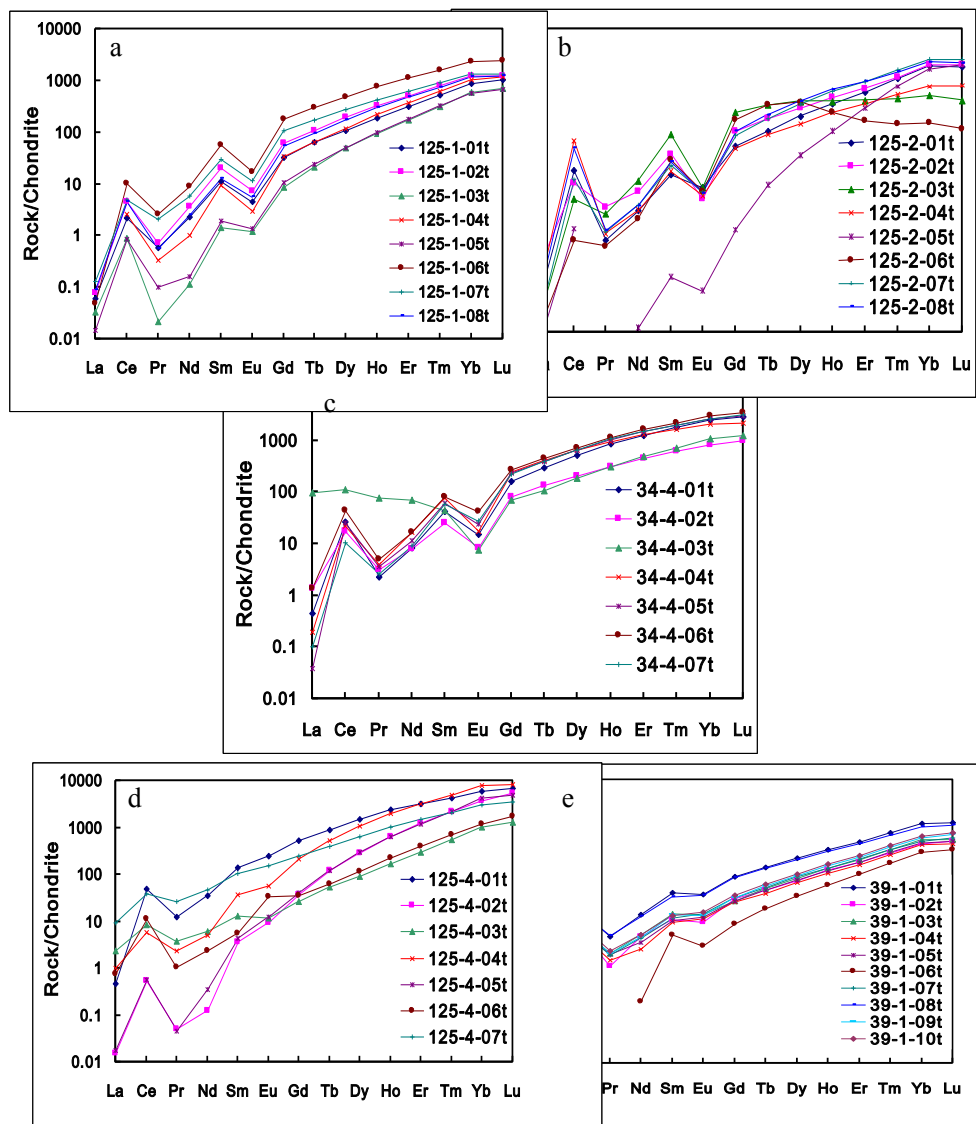 a
10000
1000
100
10
1
0.1
0.01
Rock/Chondrite
La Ce Pr Nd Sm Eu Gd Tb Dy Ho Er Tm Yb Lu
125-1-01t
125-1-02t
125-1-03t
125-1-04t
125-1-05t
125-1-06t
125-1-07t
125-1-08t
b
Ce Pr Nd Sm Eu Gd Tb Dy Ho Er Tm Yb Lu
125-2-01t
125-2-02t
125-2-03t
125-2-04t
125-2-05t
125-2-06t
125-2-07t
125-2-08t
c
1000
100
10
1
0.1
0.01
Rock/Chondrite
La Ce Pr Nd Sm Eu Gd Tb Dy Ho Er Tm Yb Lu
34-4-01t
34-4-02t
34-4-03t
34-4-04t
34-4-05t
34-4-06t
34-4-07t
d
10000
1000
100
10
1
0.1
0.01
Rock/Chondrite
La Ce Pr Nd Sm Eu Gd Tb Dy Ho Er Tm Yb Lu
125-4-01t
125-4-02t
125-4-03t
125-4-04t
125-4-05t
125-4-06t
125-4-07t
e
Pr Nd Sm Eu Gd Tb Dy Ho Er Tm Yb Lu
39-1-01t
39-1-02t
39-1-03t
39-1-04t
39-1-05t
39-1-06t
39-1-07t
39-1-08t
39-1-09t
39-1-10t